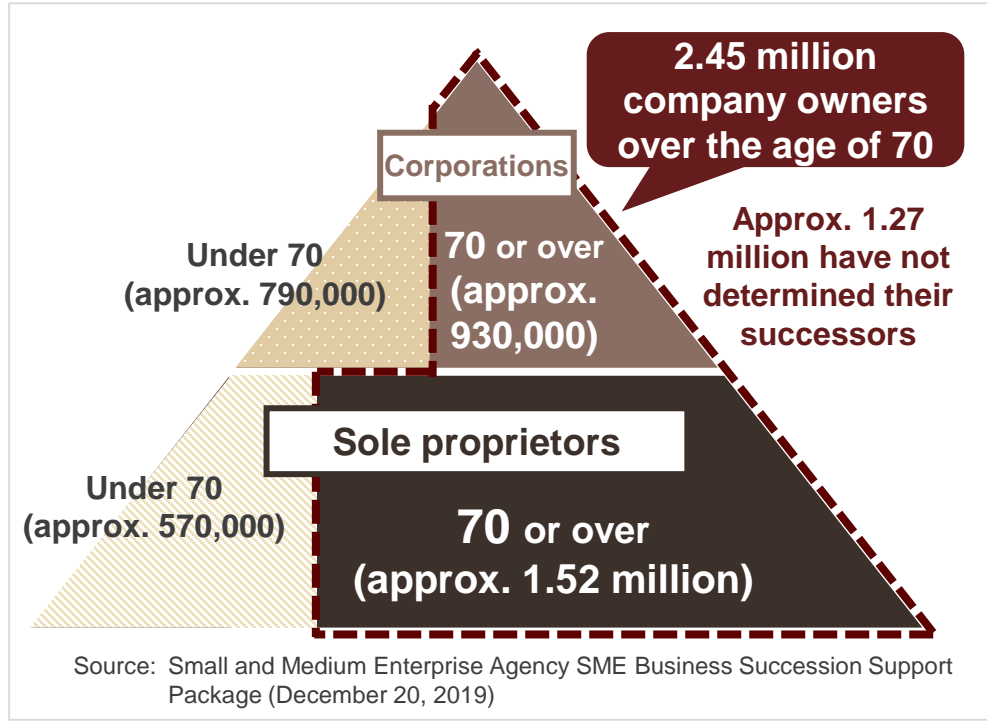 2.45 million
company owners
over the age of 70
Corporations
Approx. 1.27
million have not
determined their
successors
Under 70
(approx. 790,000)
70 or over
(approx.
930,000)
Sole proprietors
Under 70
(approx. 570,000)
70 or over
(approx. 1.52 million)
Source: Small and Medium Enterprise Agency SME Business Succession Support
Package (December 20, 2019)